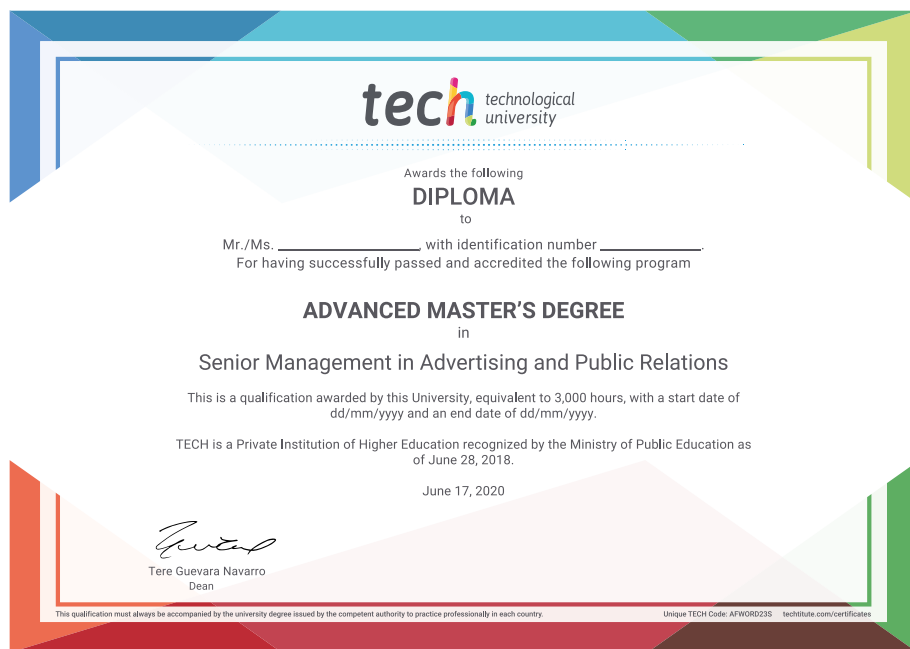 tech technological
university
Awards the following
DIPLOMA
to
Mr./Ms. ________________, with identification number ____________.
For having successfully passed and accredited the following program
ADVANCED MASTER'S DEGREE
in
Senior Management in Advertising and Public Relations
This is a qualification awarded by this University, equivalent to 3,000 hours, with a start date of
dd/mm/yyyy and an end date of dd/mm/yyyy.
TECH is a Private Institution of Higher Education recognized by the Ministry of Public Education as
of June 28, 2018.
June 17, 2020
Tere Guevara Navarro
Dean
This qualification must always be accompanied by the university degree issued by the competent authority to practice professionally in each country. Unique TECH Code: AFWORD23S techtitute.com/certificates